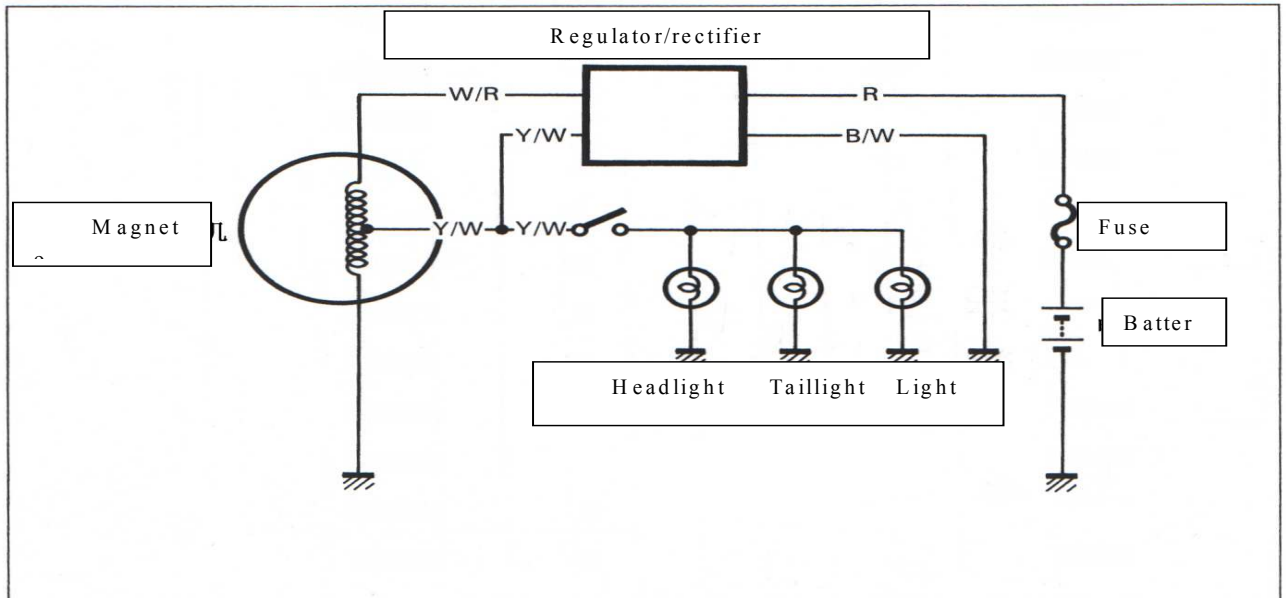 Regulator/rectifier
W/R
R
Y/W
B/W
Magnet
Y/W
Y/W
Fuse
Batter
Headlight Taillight Light